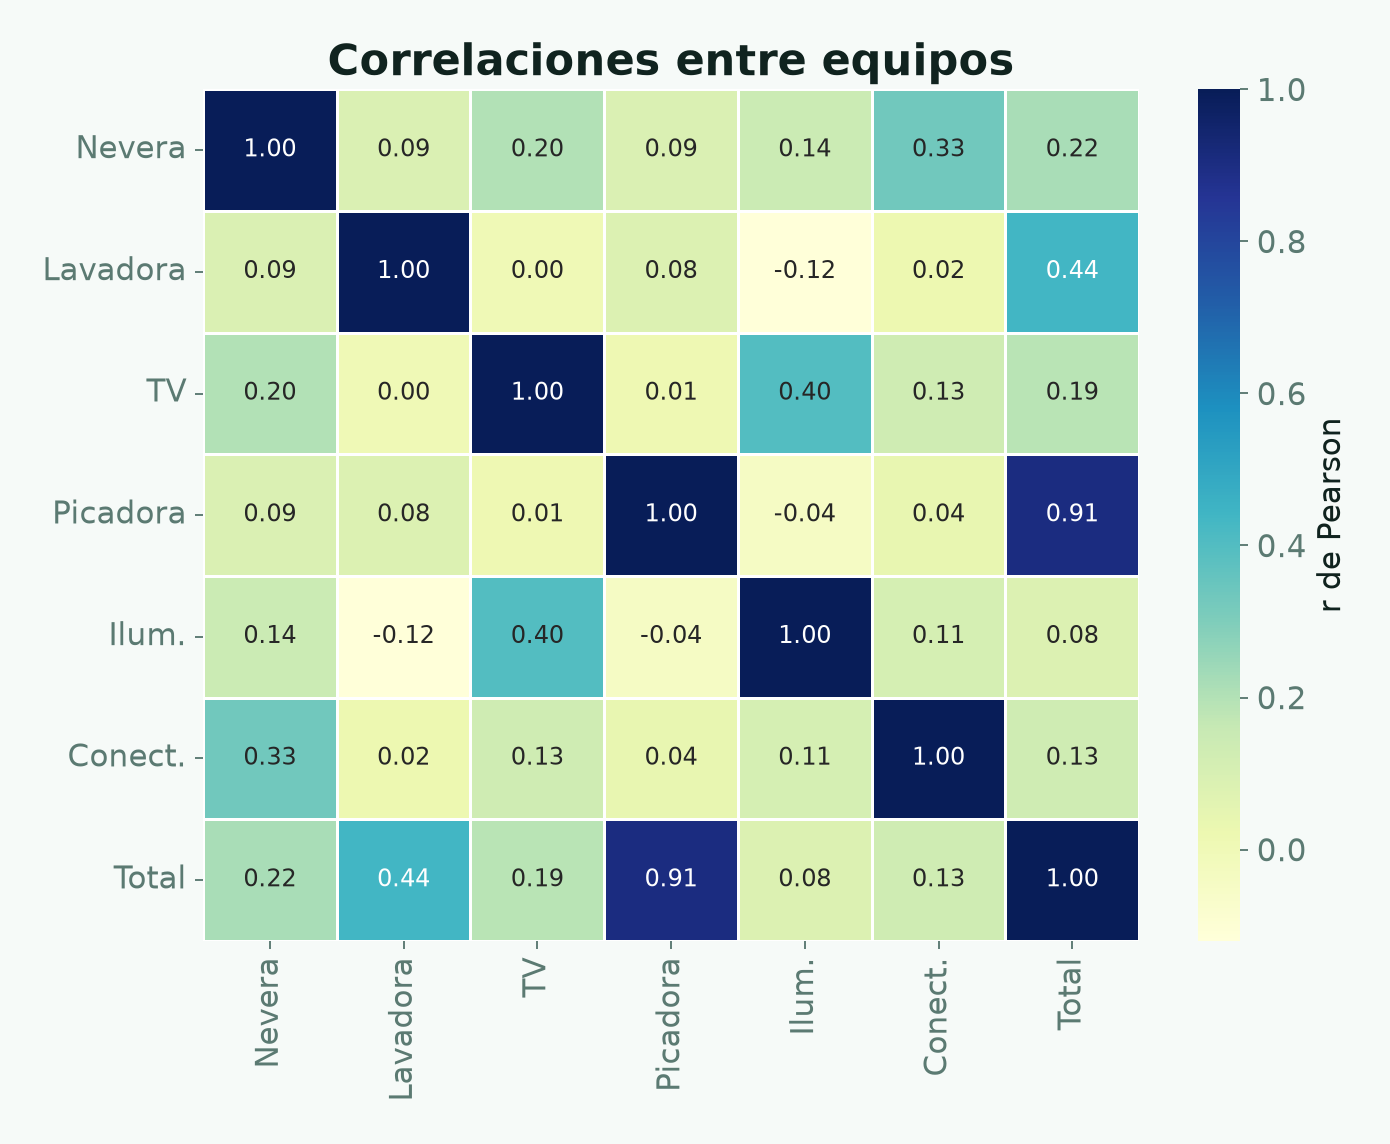 Correlaciones entre equipos
Nevera 1.00 0.09 0.20 0.09 0.14 0.33 0.22
Lavadora 0.09 1.00 0.00 0.08 -0.12 0.02 0.44
TV 0.20 0.00 1.00 0.01 0.40 0.13 0.19
Picadora 0.09 0.08 0.01 1.00 -0.04 0.04 0.91
Ilum. 0.14 -0.12 0.40 -0.04 1.00 0.11 0.08
Conect. 0.33 0.02 0.13 0.04 0.11 1.00 0.13
Total 0.22 0.44 0.19 0.91 0.08 0.13 1.00
Nevera Lavadora TV Picadora Ilum. Conect. Total
1.0
0.8
0.6
0.4
0.2
0.0
r de Pearson